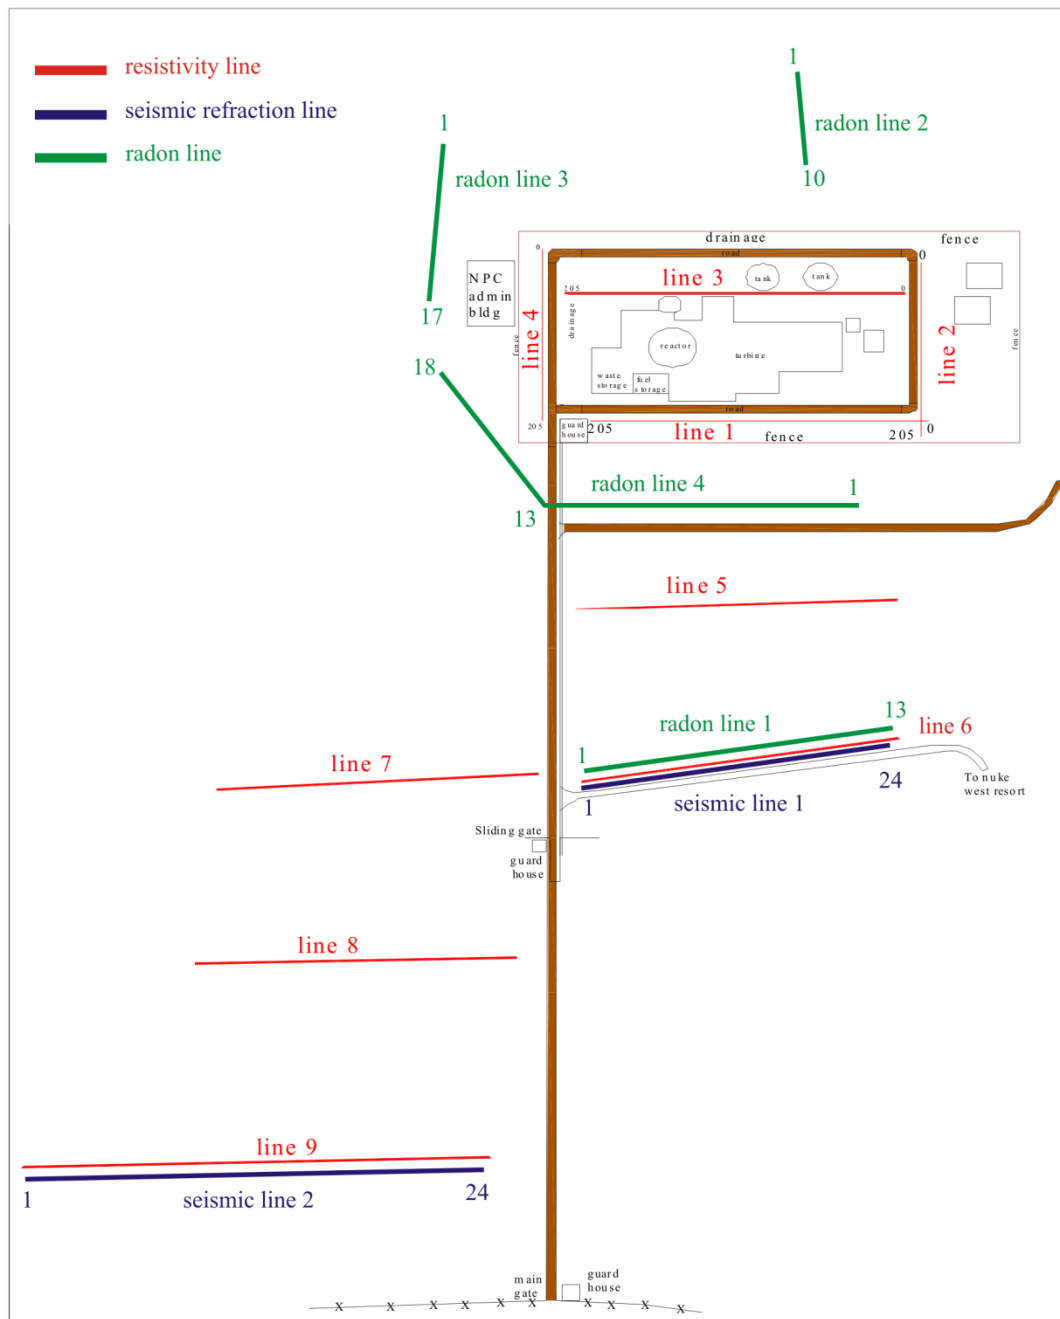 resistivity line
seismic refraction line
radon line
1
radon line 2
10
1
radon line 3
17
drainage
fence
road
0
0
NPC
admin
bldg
tank
tank
line 3
205
0
line 4
fence
drainage
reactor
turbine
waste
storage
fuel
storage
line 2
fence
road
205
guard
house
205
line 1
fence
205
0
18
radon line 4
1
13
line 5
13
radon line 1
line 6
1
24
To nuke
west resort
1
seismic line 1
line 7
Sliding gate
guard
house
line 8
line 9
1
seismic line 2
24
main
gate
guard
house
x x x x x x x x x x